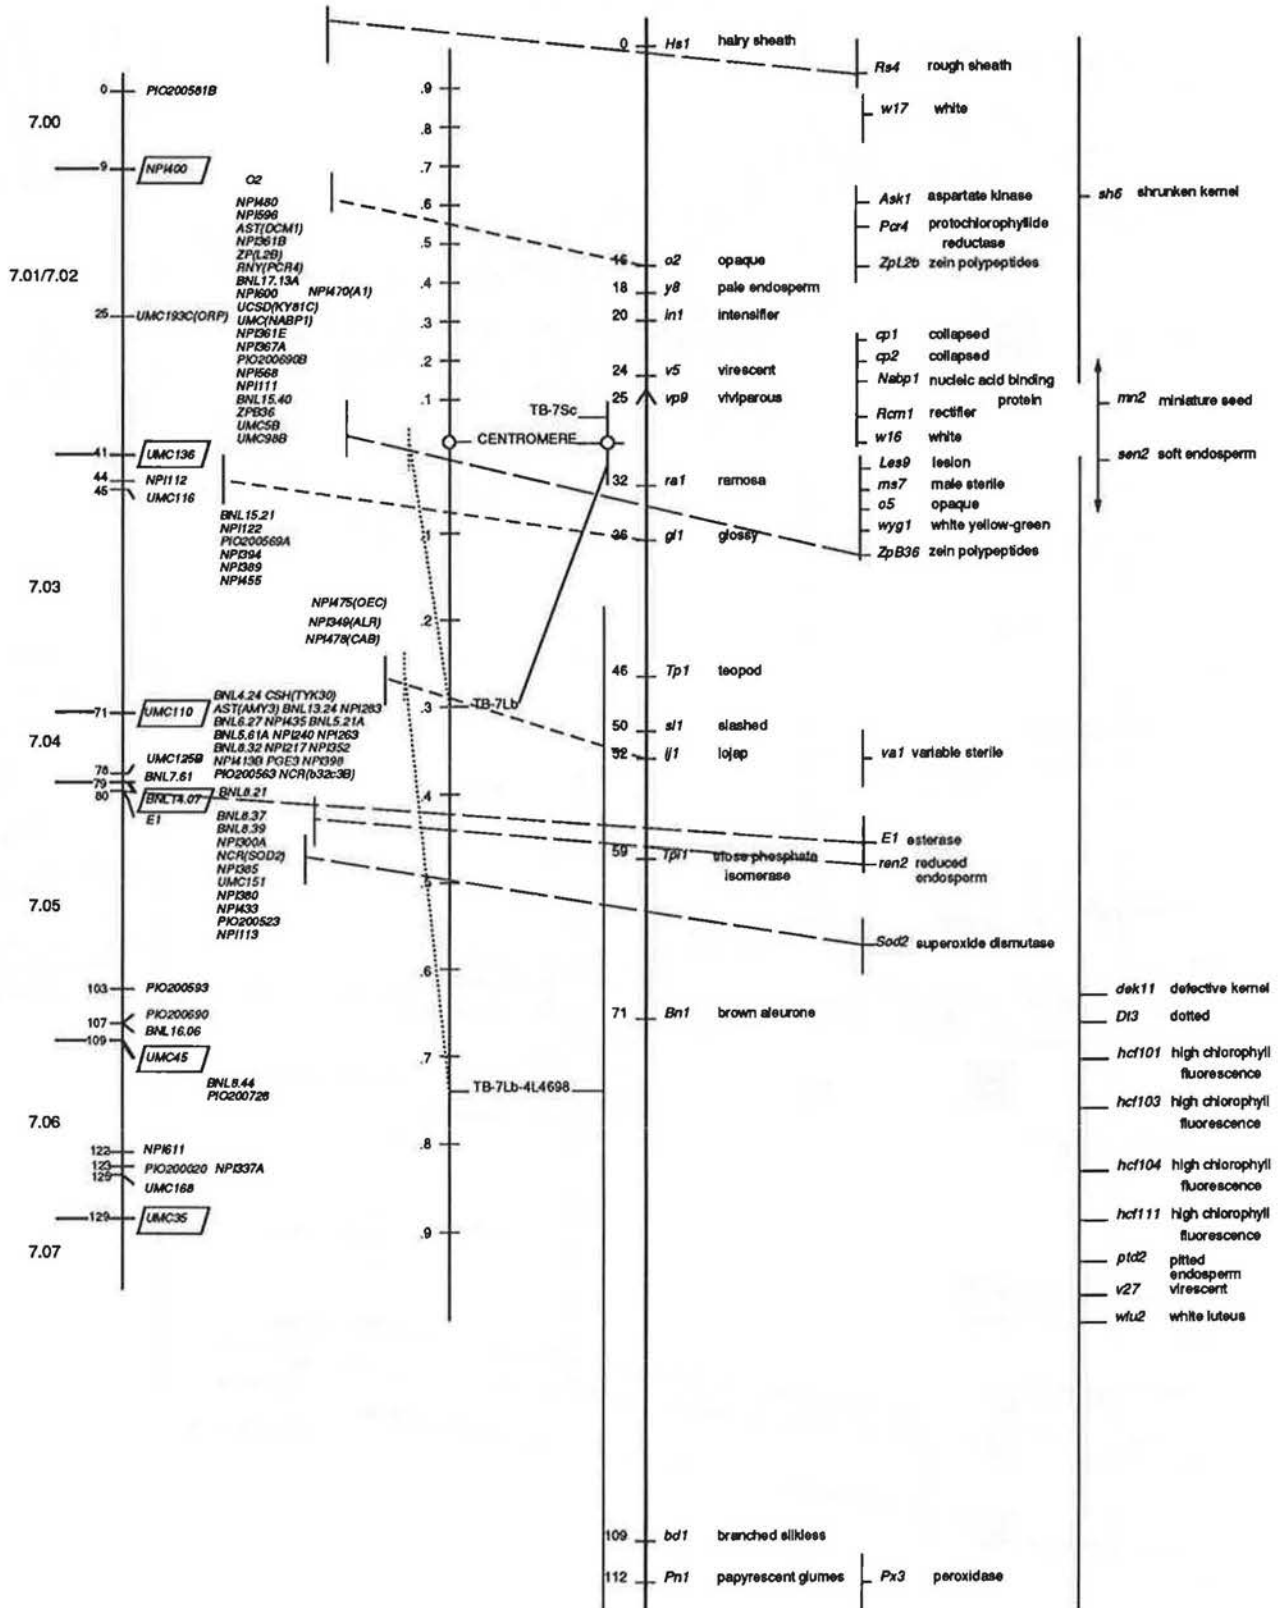 7.00
7.01/7.02
7.03
7.04
7.05
7.06
7.07
0 PIO200581B
9 NPI400
25 UMC193C(ORP)
41 UMC136
44 NPI112
45 UMC116
71 UMC110
78 UMC125B
79 BNL7.61
80 BNL14.07
E1
103 PIO200593
107 PIO200690
BNL16.06
109 UMC45
122 NPI611
123 PIO200020 NPI337A
125 UMC168
129 UMC35
O2
NPI480
NPI596
AST(DCM1)
NPI361B
ZP(L2B)
RNY(PCR4)
BNL17.13A
NPI600 NPI470(A1)
UCSD(KY81C)
UMC(NABP1)
NPI361E
NPI367A
PIO200690B
NPI568
NPI111
BNL15.40
ZPB36
UMC5B
UMC98B
BNL15.21
NPI122
PIO200569A
NPI394
NPI389
NPI455
NPI475(OEC)
NPI349(ALR)
NPI478(CAB)
BNL4.24 CSH(TYK30)
AST(AMY3) BNL13.24 NPI283
BNL6.27 NPI435 BNL5.21A
BNL5.61A NPI240 NPI263
BNL8.32 NPI217 NPI352
NPI413B PGE3 NPI398
PIO200563 NCR(b32c3B)
BNL8.21
BNL8.37
BNL8.39
NPI300A
NCR(SOD2)
NPI385
UMC151
NPI380
NPI433
PIO200523
NPI113
BNL8.44
PIO200728
.9
.8
.7
.6
.5
.4
.3
.2
.1
TB-7Sc
CENTROMERE
.1
.2
.3 TB-7Lb
.4
.5
.6
.7
TB-7Lb-4L4698
.8
.9
0 Hs1 hairy sheath
16 o2 opaque
18 y8 pale endosperm
20 in1 intensifier
24 v5 virescent
25 vp9 viviparous
32 ra1 ramosa
36 gl1 glossy
46 Tp1 teopod
50 sl1 slashed
52 ij1 iojap
59 Tpi1 triose phosphate
isomerase
71 Bn1 brown aleurone
109 bd1 branched silkless
112 Pn1 papyrescent glumes
Rs4 rough sheath
w17 white
Ask1 aspartate kinase
Pcr4 protochlorophyllide
reductase
ZpL2b zein polypeptides
cp1 collapsed
cp2 collapsed
Nabp1 nucleic acid binding
protein
Rcm1 rectifier
w16 white
Les9 lesion
ms7 male sterile
o5 opaque
wyg1 white yellow-green
ZpB36 zein polypeptides
va1 variable sterile
E1 esterase
ren2 reduced
endosperm
Sod2 superoxide dismutase
Px3 peroxidase
sh6 shrunken kernel
mn2 miniature seed
sen2 soft endosperm
dek11 defective kernel
Dt3 dotted
hcf101 high chlorophyll
fluorescence
hcf103 high chlorophyll
fluorescence
hcf104 high chlorophyll
fluorescence
hcf111 high chlorophyll
fluorescence
ptd2 pitted
endosperm
v27 virescent
wlu2 white luteus